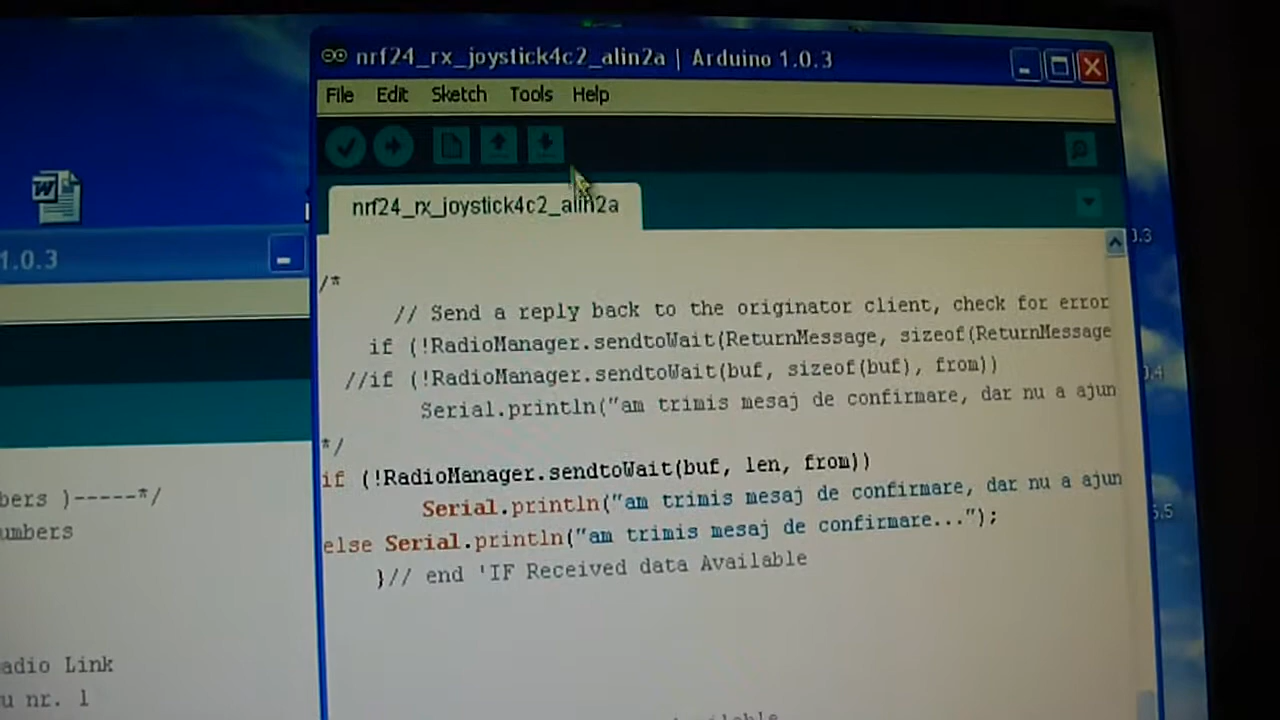 nrf24_rx_joystick4c2_alin2a | Arduino 1.0.3
File Edit Sketch Tools Help
nrf24_rx_joystick4c2_alin2a
1.0.3
0.3
/*
// Send a reply back to the originator client, check for error
if (!RadioManager.sendtoWait(ReturnMessage, sizeof(ReturnMessage
//if (!RadioManager.sendtoWait(buf, sizeof(buf), from))
Serial.println("am trimis mesaj de confirmare, dar nu a ajun
*/
if (!RadioManager.sendtoWait(buf, len, from))
Serial.println("am trimis mesaj de confirmare, dar nu a ajun
else Serial.println("am trimis mesaj de confirmare...");
}// end 'IF Received data Available
bers )-----*/
umbers
adio Link
u nr. 1